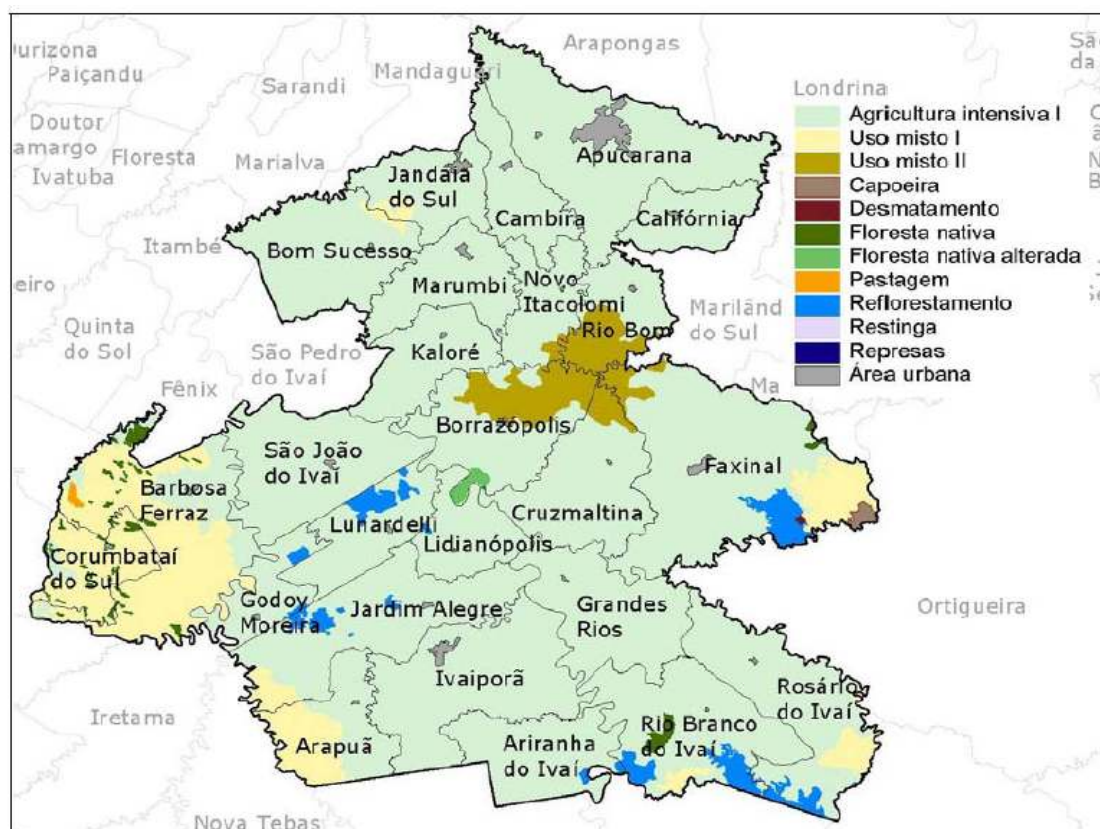 Arapongas
Paiçandu
Mandaguari
Sarandi
Doutor
Floresta
Marialva
Ivatuba
Itambé
Quinta
do Sol
São Pedro
do Ivaí
Fênix
Mariländ
do Sul
Ma
Ortigueira
Iretama
Nova Tebas
Londrina
Agricultura intensiva I
Uso misto I
Uso misto II
Capoeira
Desmatamento
Floresta nativa
Floresta nativa alterada
Pastagem
Reflorestamento
Restinga
Represas
Área urbana
São
da
Apucarana
Jandaia
do Sul
Cambira
Califórnia
Bom Sucesso
Marumbi
Novo
Itacolomi
Rio Bom
Kaloré
Borrazópolis
São João
do Ivaí
Faxinal
Barbosa
Ferraz
Lunardelli
Cruzmaltina
Lidianópolis
Corumbataí
do Sul
Godoy
Moreira
Jardim Alegre
Grandes
Rios
Ivaiporã
Rosário
do Ivaí
Rio Branco
do Ivaí
Arapuã
Ariranha
do Ivaí